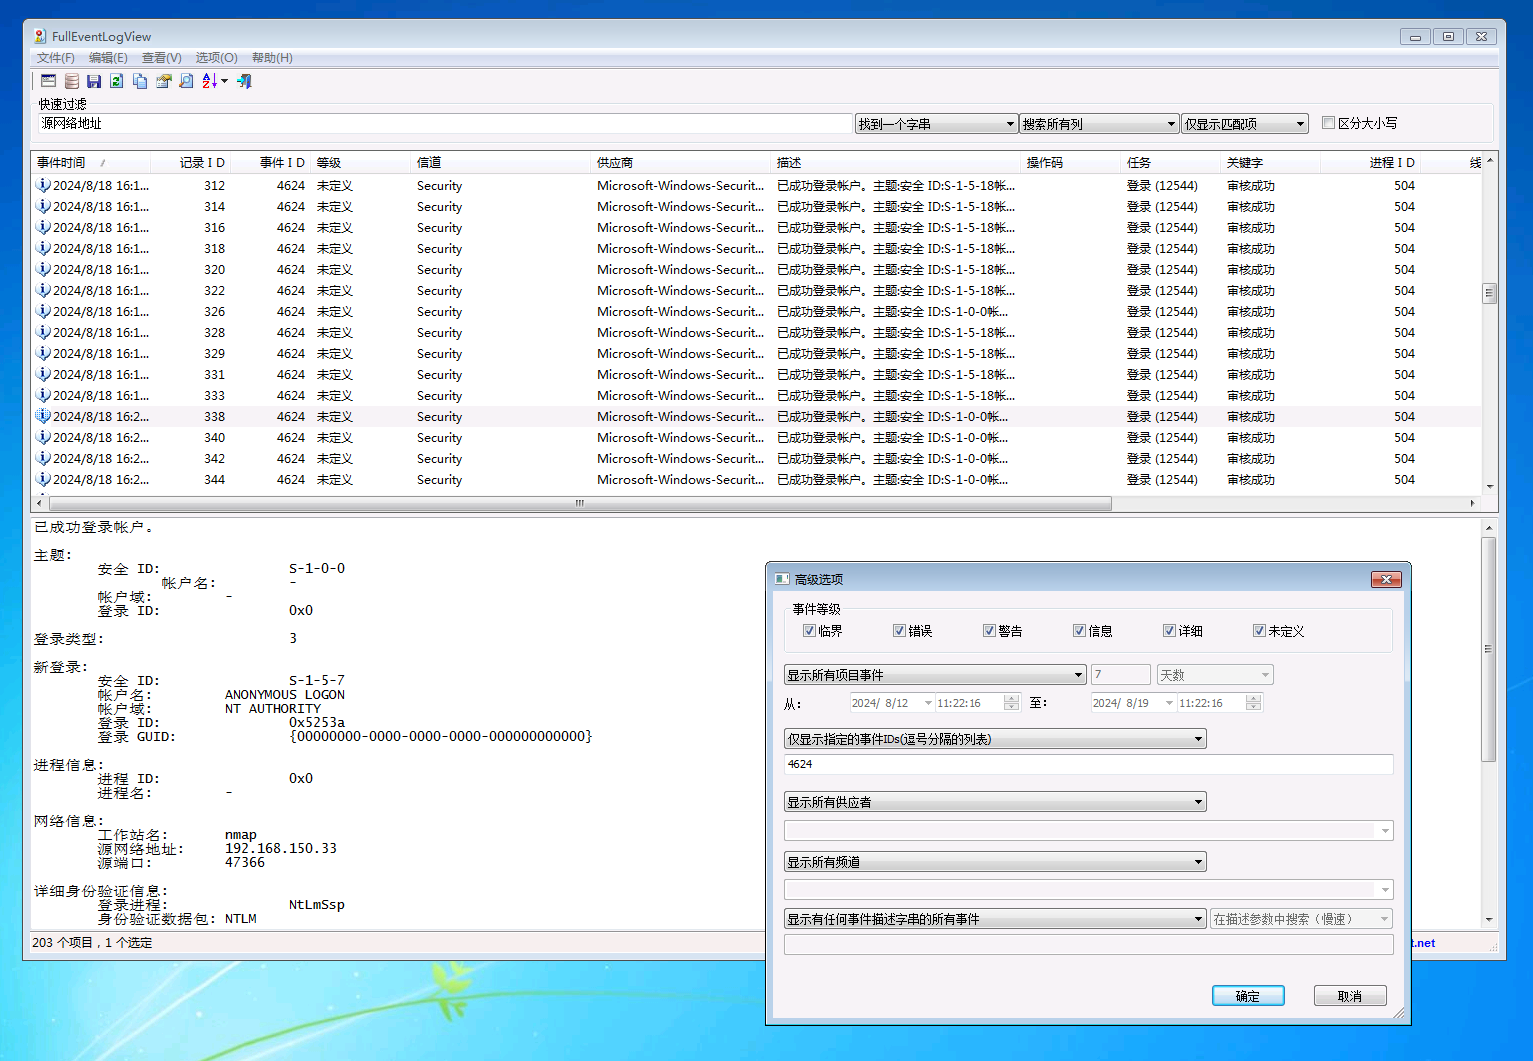 FullEventLogView
文件(F) 编辑(E) 查看(V) 选项(O) 帮助(H)
快速过滤
源网络地址 找到一个字串 搜索所有列 仅显示匹配项 区分大小写
事件时间 / 记录 I D 事件 I D 等级 信道 供应商 描述 操作码 任务 关键字 进程 I D 线
2024/8/18 16:1... 312 4624 未定义 Security Microsoft-Windows-Securit... 已成功登录帐户。主题:安全 ID:S-1-5-18帐... 登录 (12544) 审核成功 504
2024/8/18 16:1... 314 4624 未定义 Security Microsoft-Windows-Securit... 已成功登录帐户。主题:安全 ID:S-1-5-18帐... 登录 (12544) 审核成功 504
2024/8/18 16:1... 316 4624 未定义 Security Microsoft-Windows-Securit... 已成功登录帐户。主题:安全 ID:S-1-5-18帐... 登录 (12544) 审核成功 504
2024/8/18 16:1... 318 4624 未定义 Security Microsoft-Windows-Securit... 已成功登录帐户。主题:安全 ID:S-1-5-18帐... 登录 (12544) 审核成功 504
2024/8/18 16:1... 320 4624 未定义 Security Microsoft-Windows-Securit... 已成功登录帐户。主题:安全 ID:S-1-5-18帐... 登录 (12544) 审核成功 504
2024/8/18 16:1... 322 4624 未定义 Security Microsoft-Windows-Securit... 已成功登录帐户。主题:安全 ID:S-1-5-18帐... 登录 (12544) 审核成功 504
2024/8/18 16:1... 326 4624 未定义 Security Microsoft-Windows-Securit... 已成功登录帐户。主题:安全 ID:S-1-0-0帐... 登录 (12544) 审核成功 504
2024/8/18 16:1... 328 4624 未定义 Security Microsoft-Windows-Securit... 已成功登录帐户。主题:安全 ID:S-1-5-18帐... 登录 (12544) 审核成功 504
2024/8/18 16:1... 329 4624 未定义 Security Microsoft-Windows-Securit... 已成功登录帐户。主题:安全 ID:S-1-5-18帐... 登录 (12544) 审核成功 504
2024/8/18 16:1... 331 4624 未定义 Security Microsoft-Windows-Securit... 已成功登录帐户。主题:安全 ID:S-1-5-18帐... 登录 (12544) 审核成功 504
2024/8/18 16:1... 333 4624 未定义 Security Microsoft-Windows-Securit... 已成功登录帐户。主题:安全 ID:S-1-5-18帐... 登录 (12544) 审核成功 504
2024/8/18 16:2... 338 4624 未定义 Security Microsoft-Windows-Securit... 已成功登录帐户。主题:安全 ID:S-1-0-0帐... 登录 (12544) 审核成功 504
2024/8/18 16:2... 340 4624 未定义 Security Microsoft-Windows-Securit... 已成功登录帐户。主题:安全 ID:S-1-0-0帐... 登录 (12544) 审核成功 504
2024/8/18 16:2... 342 4624 未定义 Security Microsoft-Windows-Securit... 已成功登录帐户。主题:安全 ID:S-1-0-0帐... 登录 (12544) 审核成功 504
2024/8/18 16:2... 344 4624 未定义 Security Microsoft-Windows-Securit... 已成功登录帐户。主题:安全 ID:S-1-0-0帐... 登录 (12544) 审核成功 504
已成功登录帐户。
主题:
安全 ID: S-1-0-0
帐户名: -
帐户域: -
登录 ID: 0x0
登录类型: 3
新登录:
安全 ID: S-1-5-7
帐户名: ANONYMOUS LOGON
帐户域: NT AUTHORITY
登录 ID: 0x5253a
登录 GUID: {00000000-0000-0000-0000-000000000000}
进程信息:
进程 ID: 0x0
进程名: -
网络信息:
工作站名: nmap
源网络地址: 192.168.150.33
源端口: 47366
详细身份验证信息:
登录进程: NtLmSsp
身份验证数据包: NTLM
203 个项目 , 1 个选定
t.net
高级选项
事件等级
临界 错误 警告 信息 详细 未定义
显示所有项目事件 7 天数
从: 2024/ 8/12 11:22:16 至: 2024/ 8/19 11:22:16
仅显示指定的事件IDs(逗号分隔的列表)
4624
显示所有供应者
显示所有频道
显示有任何事件描述字串的所有事件 在描述参数中搜索（慢速）
确定 取消